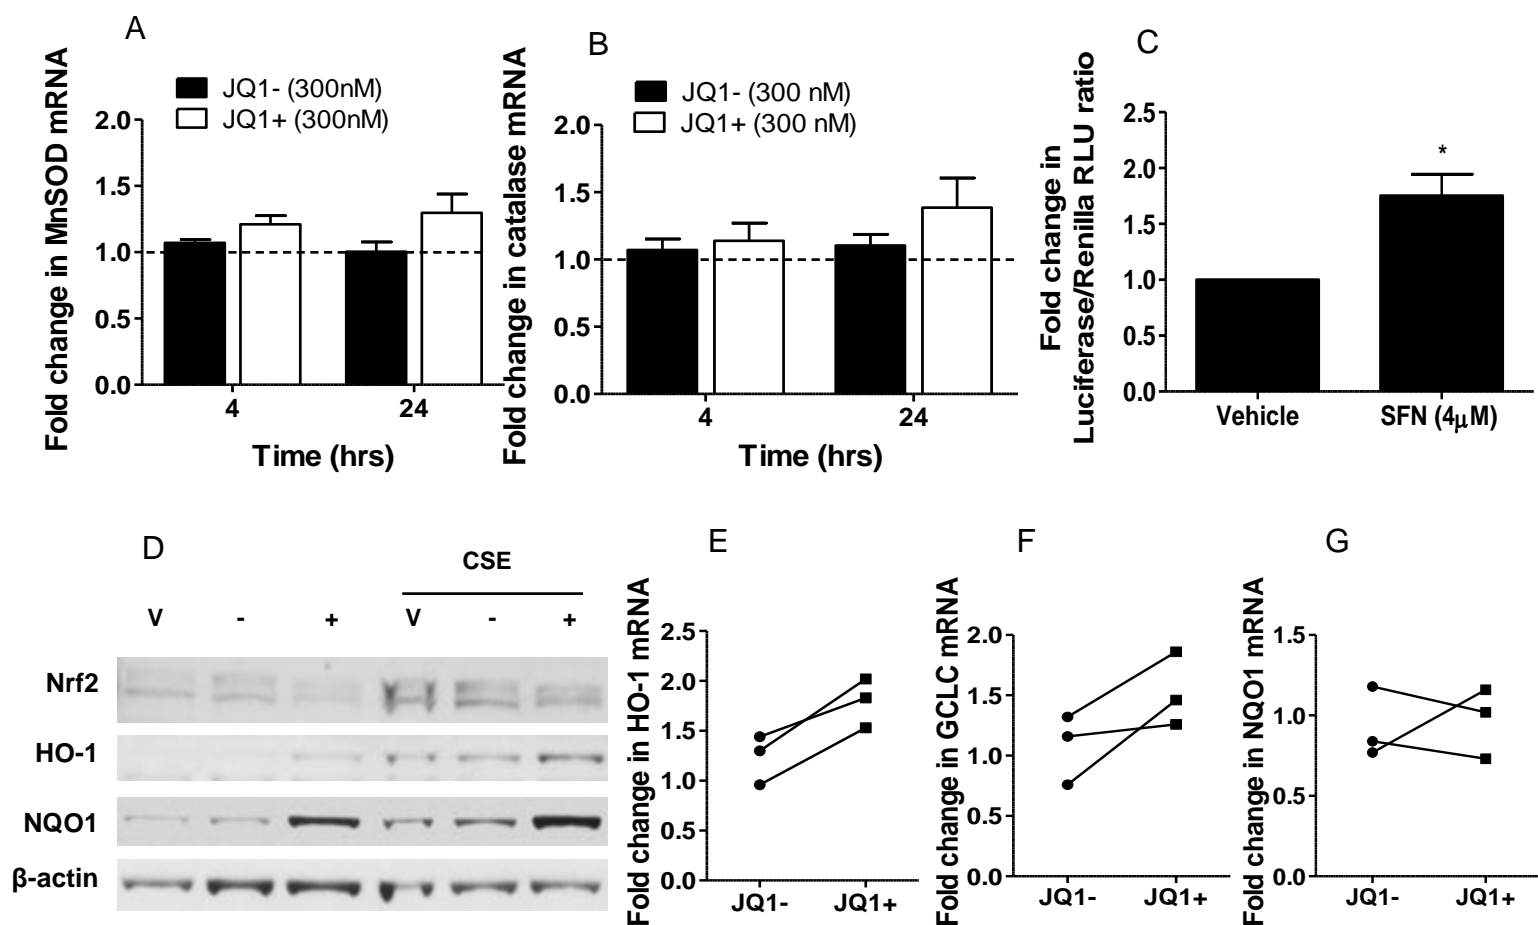 A
Fold change in MnSOD mRNA
JQ1- (300nM)
JQ1+ (300nM)
2.0
1.5
1.0
0.5
0.0
4
24
Time (hrs)
B
Fold change in catalase mRNA
JQ1- (300 nM)
JQ1+ (300 nM)
2.0
1.5
1.0
0.5
0.0
4
24
Time (hrs)
C
Fold change in
Luciferase/Renilla RLU ratio
2.5
2.0
1.5
1.0
0.5
0.0
*
Vehicle
SFN (4μM)
D
CSE
V - + V - +
Nrf2
HO-1
NQO1
β-actin
E
Fold change in HO-1 mRNA
2.5
2.0
1.5
1.0
0.5
0.0
JQ1-
JQ1+
F
Fold change in GCLC mRNA
2.0
1.5
1.0
0.5
0.0
JQ1-
JQ1+
G
Fold change in NQO1 mRNA
1.5
1.0
0.5
0.0
JQ1-
JQ1+